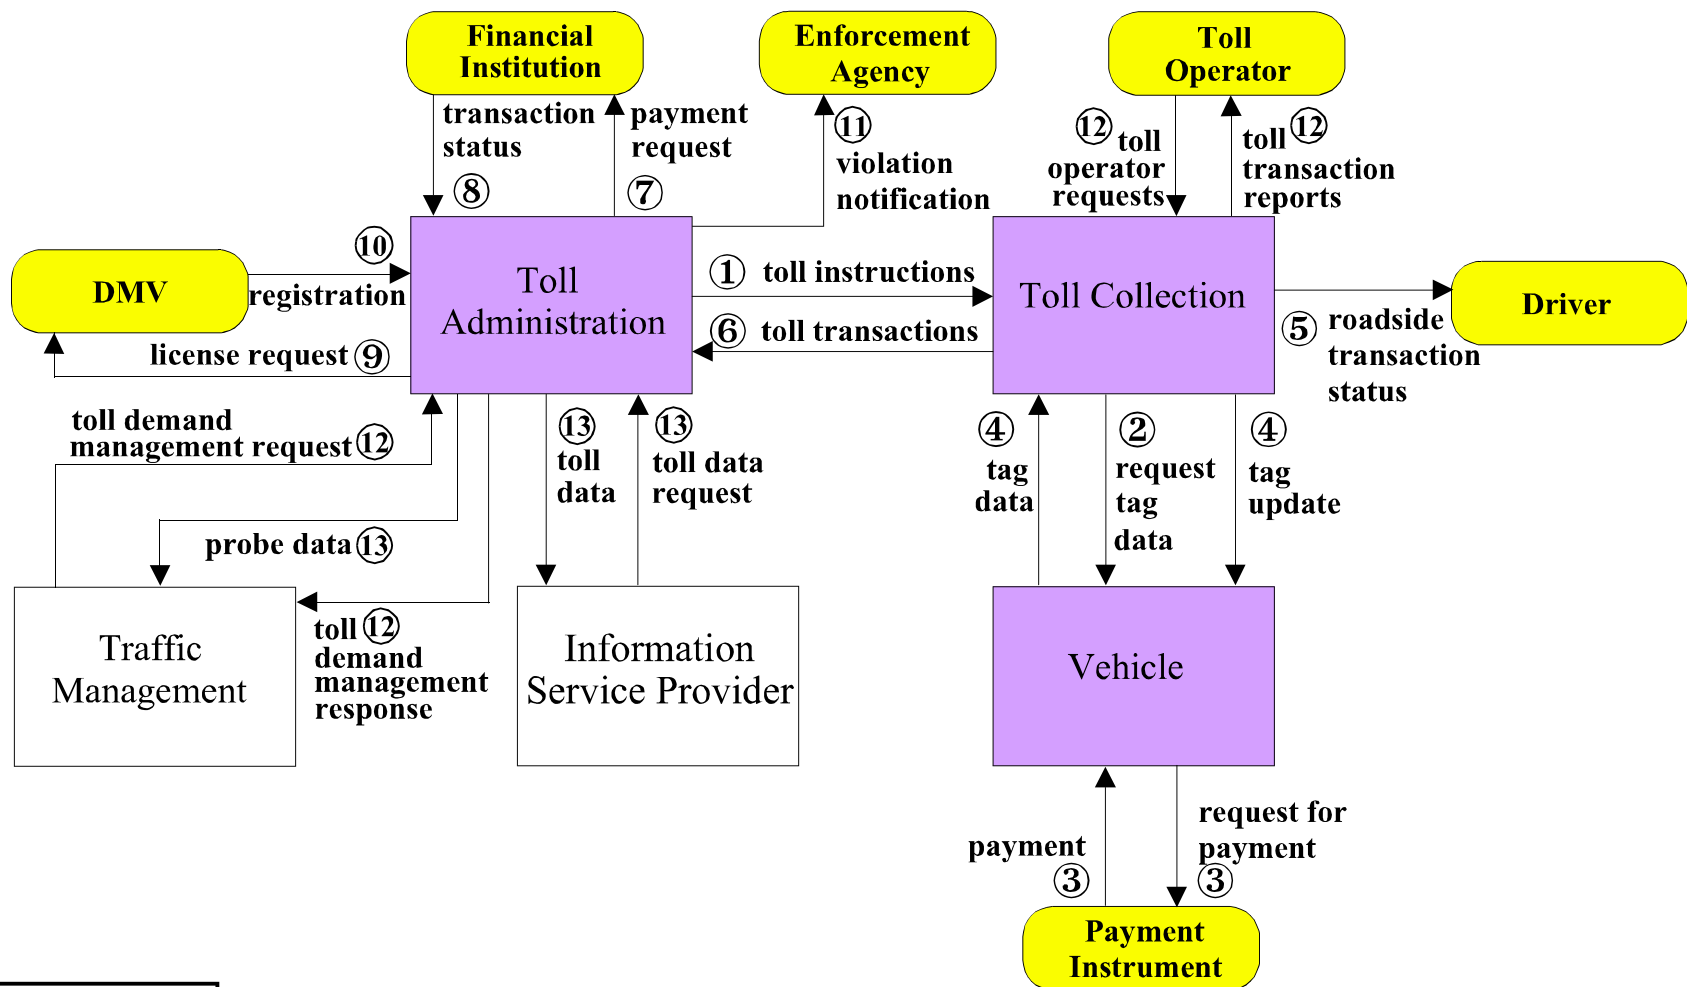 Financial
Institution
Enforcement
Agency
Toll
Operator
transaction
status
⑧
payment
request
⑦
⑪
violation
notification
⑫ toll
operator
requests
toll ⑫
transaction
reports
DMV
⑩
registration
license request ⑨
Toll
Administration
① toll instructions
⑥ toll transactions
Toll Collection
⑤ roadside
transaction
status
Driver
toll demand
management request ⑫
probe data ⑬
toll ⑫
demand
management
response
⑬
toll
data
⑬
toll data
request
④
tag
data
②
request
tag
data
④
tag
update
Traffic
Management
Information
Service Provider
Vehicle
payment
③
request for
payment
③
Payment
Instrument